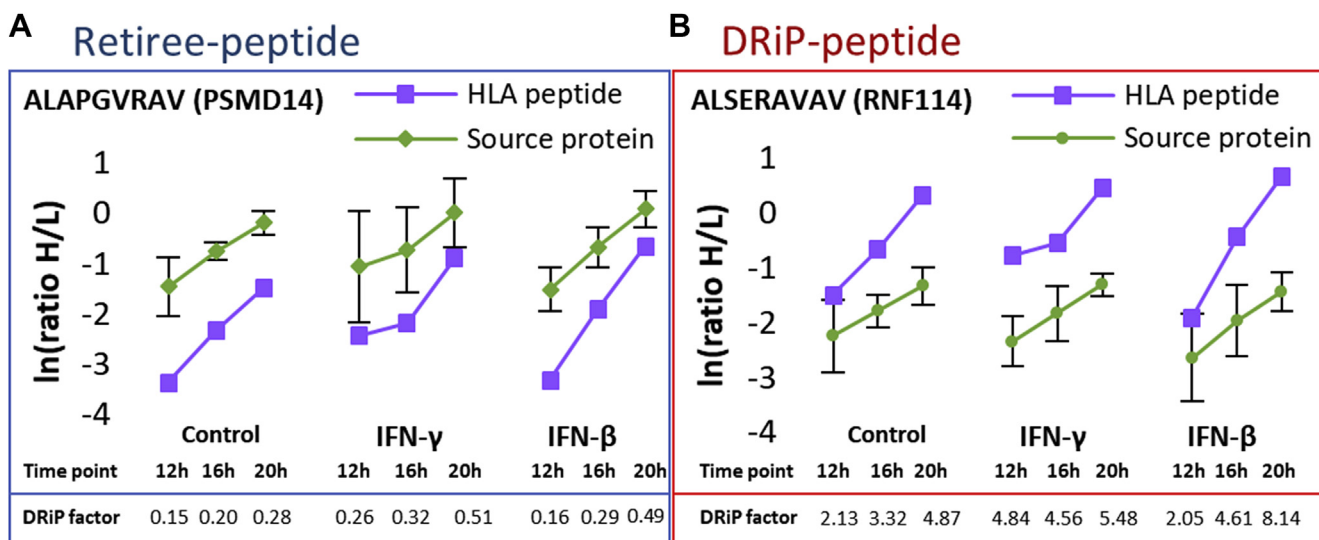 A
Retiree-peptide
ALAPGVRAV (PSMD14)
HLA peptide
Source protein
ln(ratio H/L)
1
0
-1
-2
-3
-4
Control IFN-γ IFN-β
Time point 12h 16h 20h 12h 16h 20h 12h 16h 20h
DRiP factor 0.15 0.20 0.28 0.26 0.32 0.51 0.16 0.29 0.49
B
DRiP-peptide
ALSERAVAV (RNF114)
HLA peptide
Source protein
ln(ratio H/L)
1
0
-1
-2
-3
-4
Control IFN-γ IFN-β
Time point 12h 16h 20h 12h 16h 20h 12h 16h 20h
DRiP factor 2.13 3.32 4.87 4.84 4.56 5.48 2.05 4.61 8.14